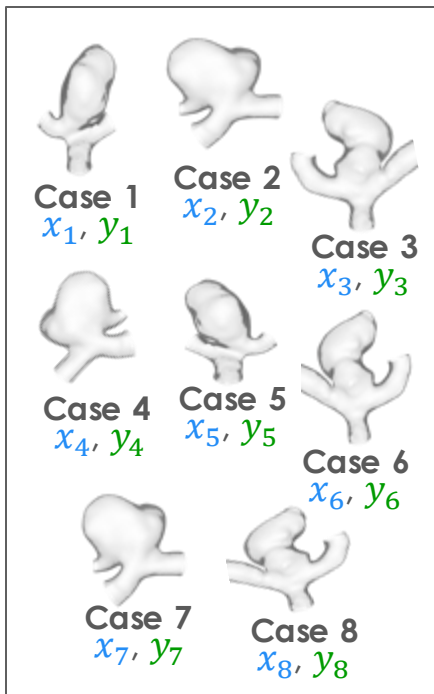 Case 1
x₁, y₁
Case 2
x₂, y₂
Case 3
x₃, y₃
Case 4
x₄, y₄
Case 5
x₅, y₅
Case 6
x₆, y₆
Case 7
x₇, y₇
Case 8
x₈, y₈